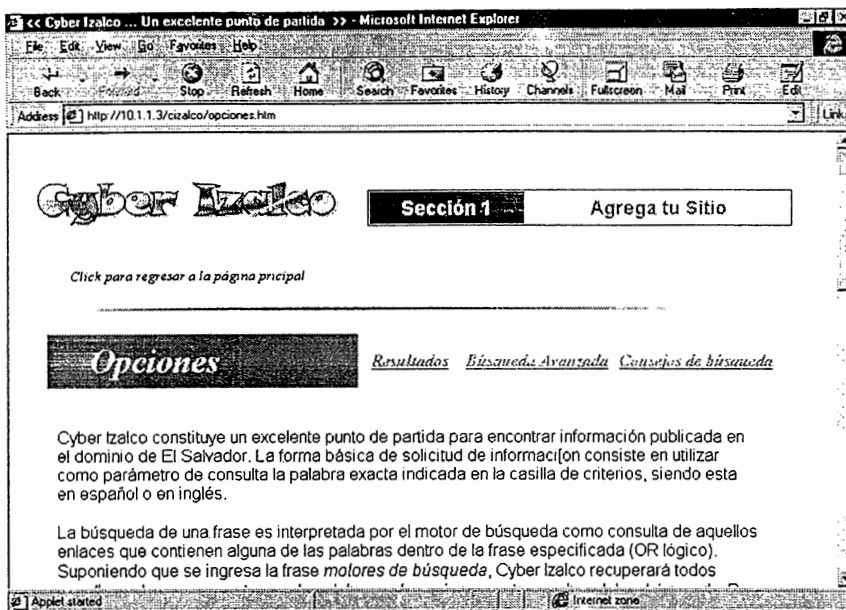 << Cyber Izalco ... Un excelente punto de partida >> - Microsoft Internet Explorer
File Edit View Go Favorites Help
Back Forward Stop Refresh Home Search Favorites History Channels Fullscreen Mail Print Edit
Address http://10.1.1.3/cizalco/opciones.htm Link
Cyber Izalco Sección 1 Agrega tu Sitio
Click para regresar a la página pricipal
Opciones Resultados Búsqueda Avanzada Consejos de búsqueda
Cyber Izalco constituye un excelente punto de partida para encontrar información publicada en
el dominio de El Salvador. La forma básica de solicitud de informaci[on consiste en utilizar
como parámetro de consulta la palabra exacta indicada en la casilla de criterios, siendo esta
en español o en inglés.
La búsqueda de una frase es interpretada por el motor de búsqueda como consulta de aquellos
enlaces que contienen alguna de las palabras dentro de la frase especificada (OR lógico).
Suponiendo que se ingresa la frase motores de búsqueda, Cyber Izalco recuperará todos
Applet started Internet zone